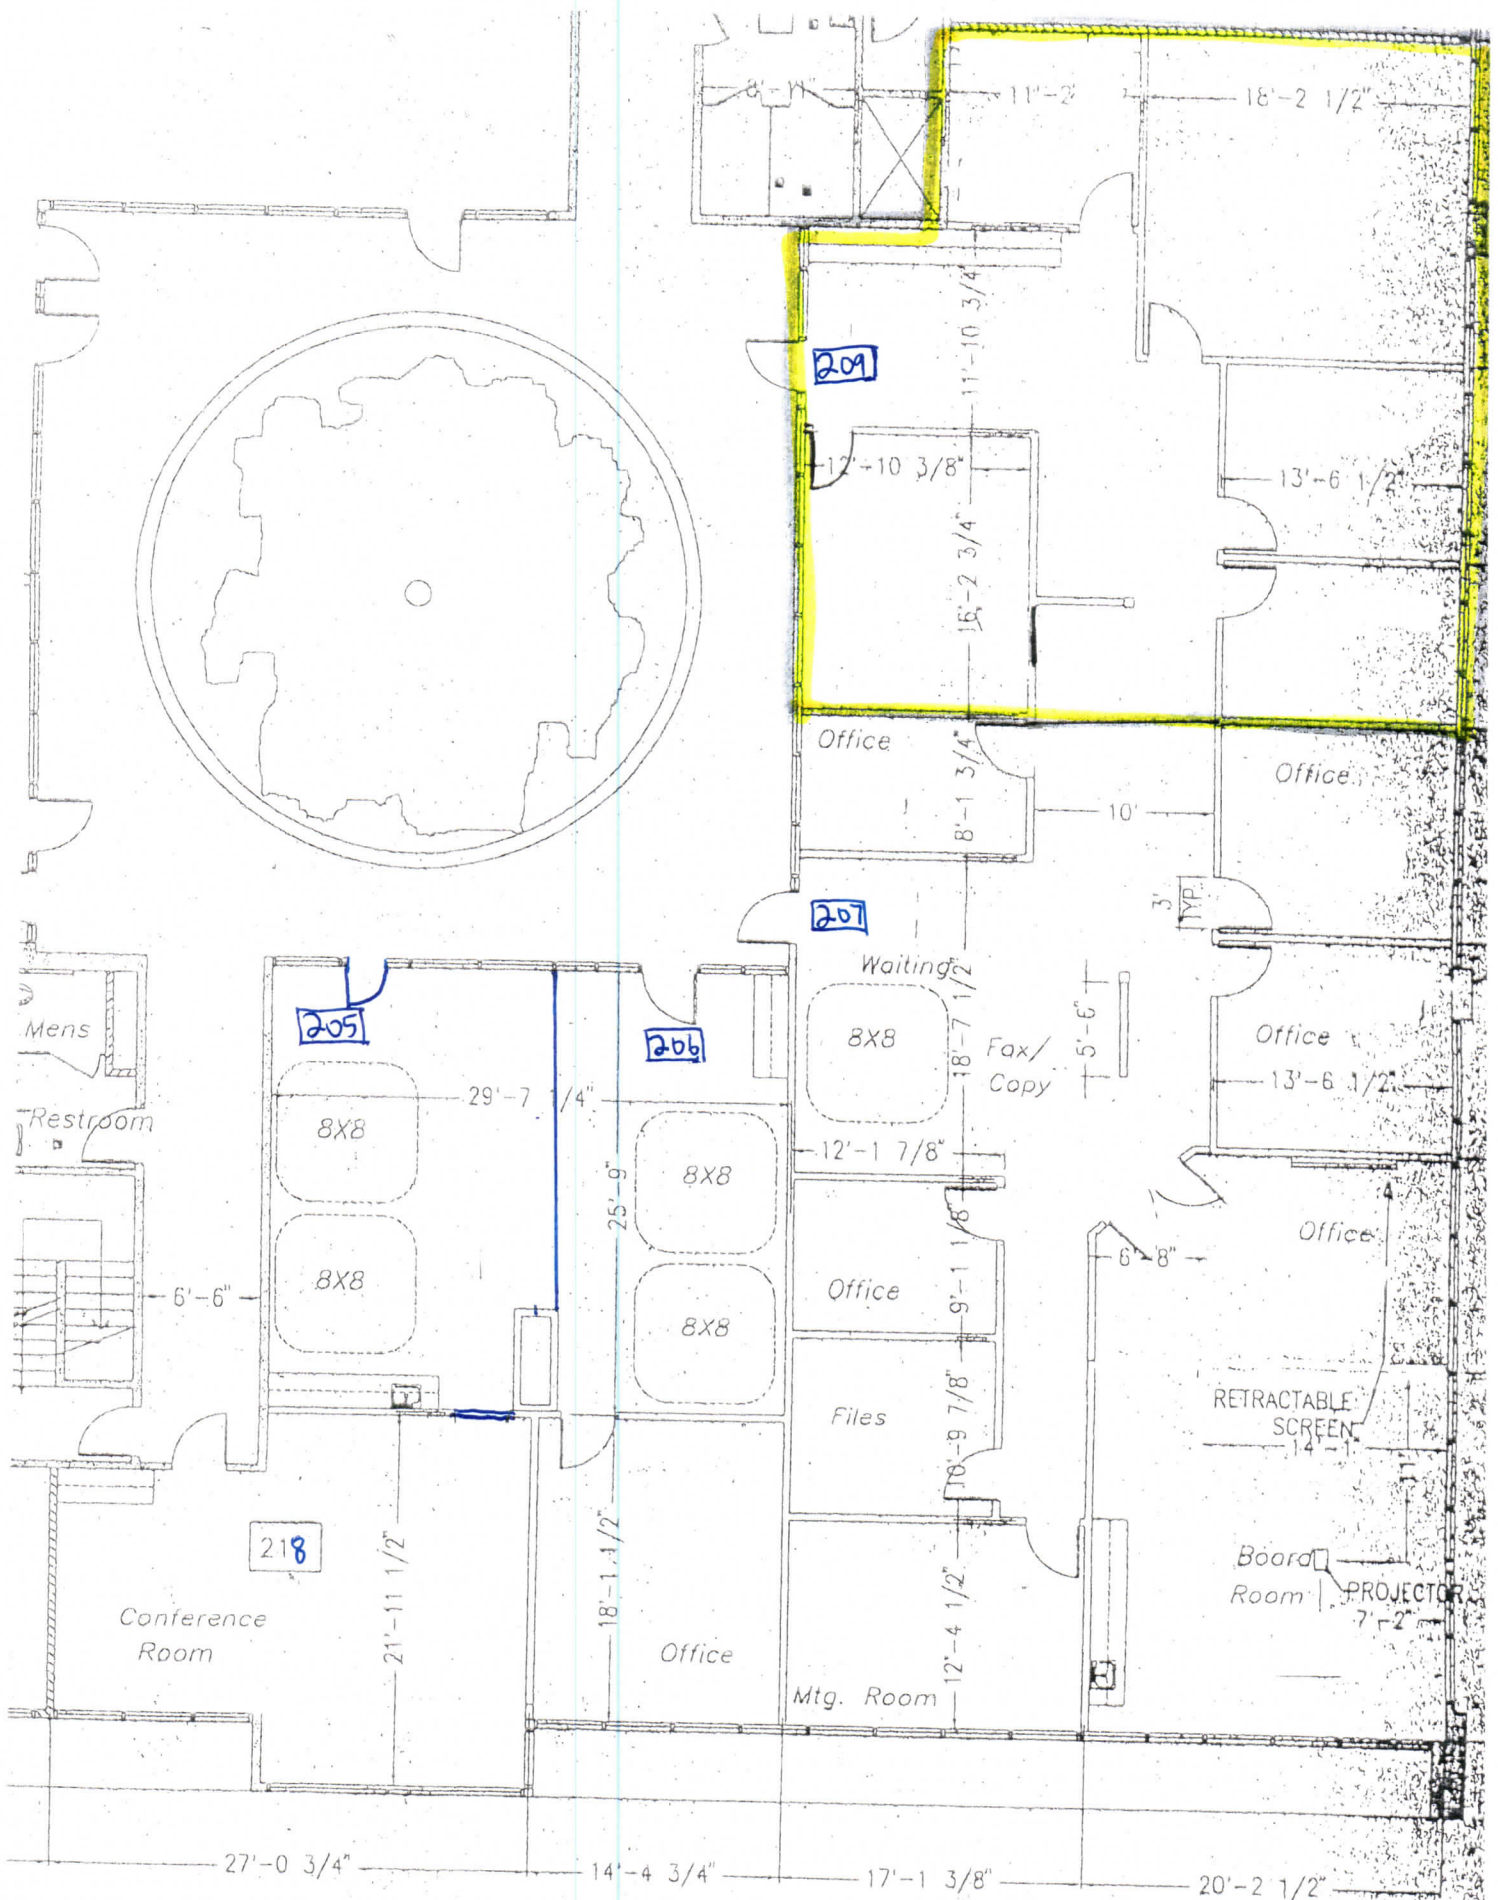 11'-2"
18'-2 1/2"
11'-10 3/4"
209
12'-10 3/8"
13'-6 1/2"
16'-2 3/4"
Office
8'-1 3/4"
Office
10'
3'
TYP.
207
Waiting
18'-7 1/2"
8X8
Fax/
Copy
5'-6"
Office
13'-6 1/2"
Mens
Restroom
205
206
29'-7 1/4"
8X8
8X8
25'-9"
8X8
8X8
6'-6"
12'-1 7/8"
Office
9'-1 1/8"
Office
6'-8"
Files
10'-9 7/8"
RETRACTABLE
SCREEN
14'-1"
11'
218
21'-11 1/2"
Conference
Room
18'-1 1/2"
Office
Mtg. Room
12'-4 1/2"
Board
Room
PROJECTOR
7'-2"
27'-0 3/4"
14'-4 3/4"
17'-1 3/8"
20'-2 1/2"